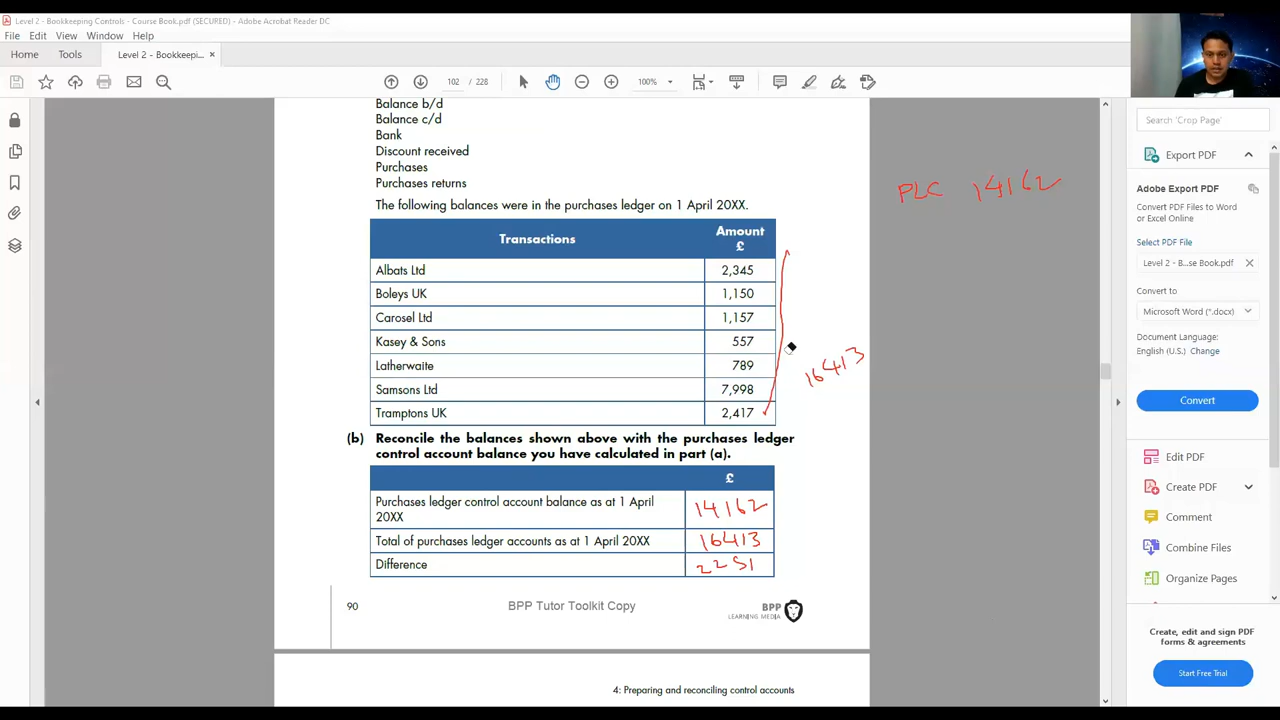 Level 2 - Bookkeeping Controls - Course Book.pdf (SECURED) - Adobe Acrobat Reader DC
File Edit View Window Help
Home Tools Level 2 - Bookkeepi... ×
102 / 228 100%
Balance b/d
Balance c/d
Bank
Discount received
Purchases
Purchases returns
The following balances were in the purchases ledger on 1 April 20XX.
Transactions Amount £
Albats Ltd 2,345
Boleys UK 1,150
Carosel Ltd 1,157
Kasey & Sons 557
Latherwaite 789
Samsons Ltd 7,998
Tramptons UK 2,417
16413
PLC 14162
(b) Reconcile the balances shown above with the purchases ledger
control account balance you have calculated in part (a).
£
Purchases ledger control account balance as at 1 April
20XX 14162
Total of purchases ledger accounts as at 1 April 20XX 16413
Difference 2251
90 BPP Tutor Toolkit Copy BPP
LEARNING MEDIA
4: Preparing and reconciling control accounts
Search 'Crop Page'
Export PDF
Adobe Export PDF
Convert PDF Files to Word
or Excel Online
Select PDF File
Level 2 - B...se Book.pdf
Convert to
Microsoft Word (*.docx)
Document Language:
English (U.S.) Change
Convert
Edit PDF
Create PDF
Comment
Combine Files
Organize Pages
Create, edit and sign PDF
forms & agreements
Start Free Trial